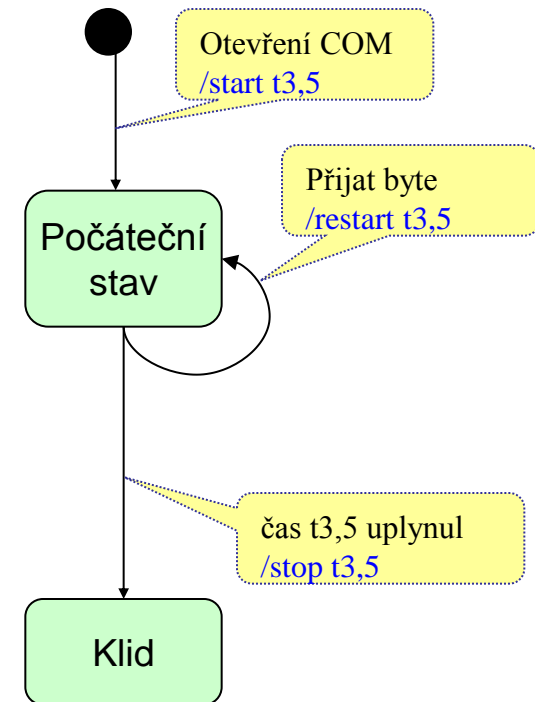 Otevření COM
/start t3,5
Přijat byte
/restart t3,5
Počáteční
stav
čas t3,5 uplynul
/stop t3,5
Klid